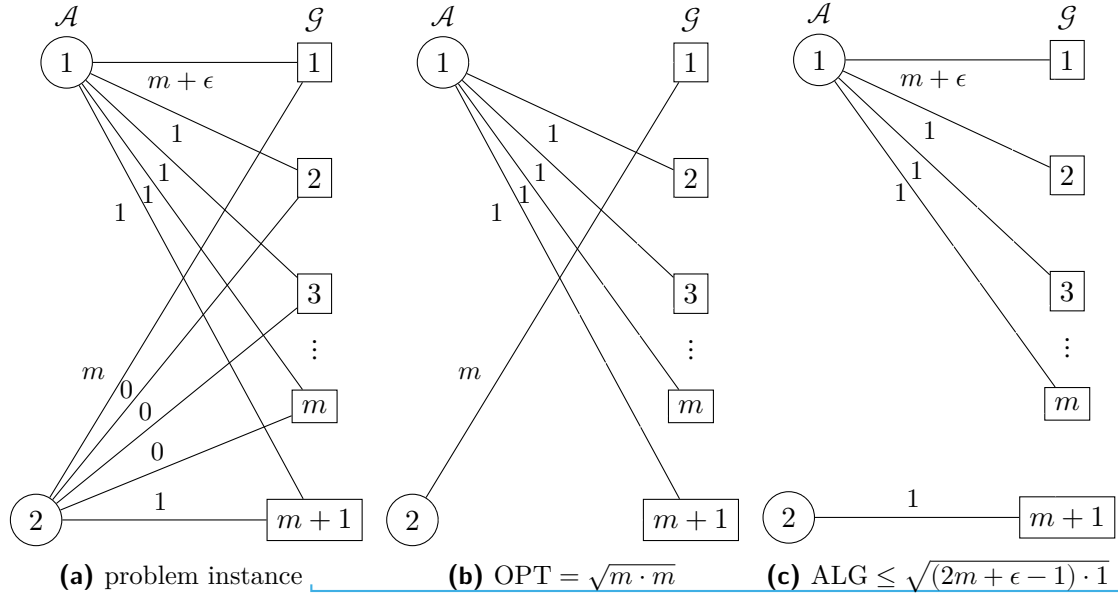 𝒜 𝒢
1 1
m + ϵ
1
2
1
1
1
3
⋮
m
0
m
0
0
1
2 m + 1
(a) problem instance
𝒜 𝒢
1 1
1
2
1
1
1
3
⋮
m
m
2 m + 1
(b) OPT = √m · m
𝒜 𝒢
1 1
m + ϵ
1
2
1
1
3
⋮
m
1
2 m + 1
(c) ALG ≤ √(2m + ϵ − 1) · 1